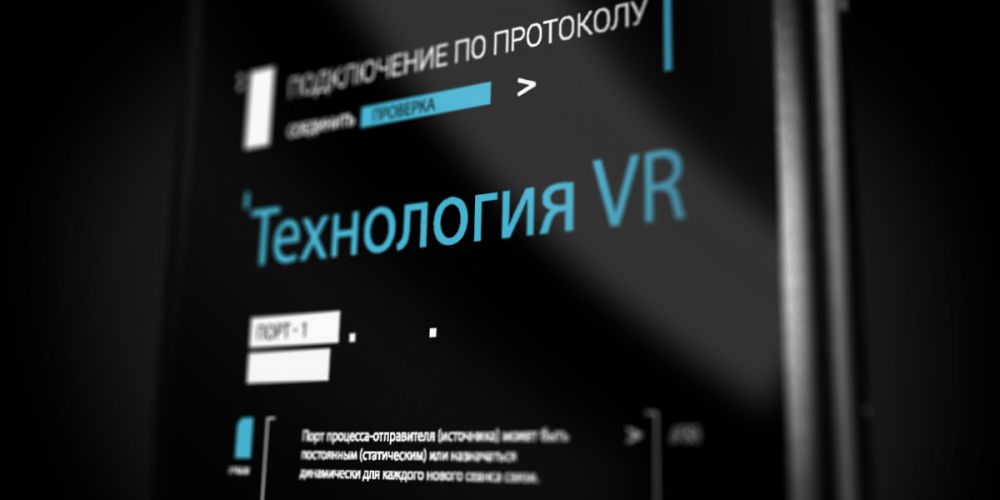 ПОДКЛЮЧЕНИЕ ПО ПРОТОКОЛУ
СОЕДИНИТЬ ПРОВЕРКА >
Технология VR
ПОРТ - 1
Порт процесса-отправителя (источника) может быть
постоянным (статическим) или назначаться
динамически для каждого нового сеанса связи.